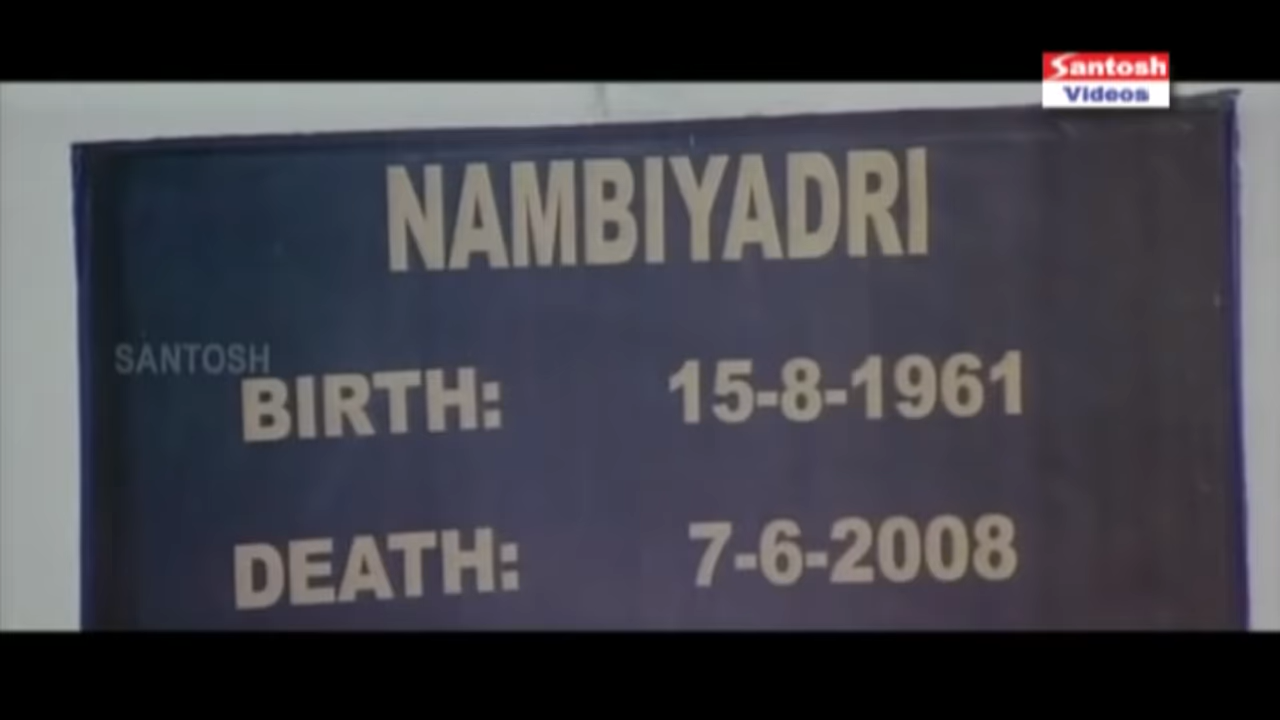 Santosh
Videos
NAMBIYADRI
SANTOSH
BIRTH: 15-8-1961
DEATH: 7-6-2008